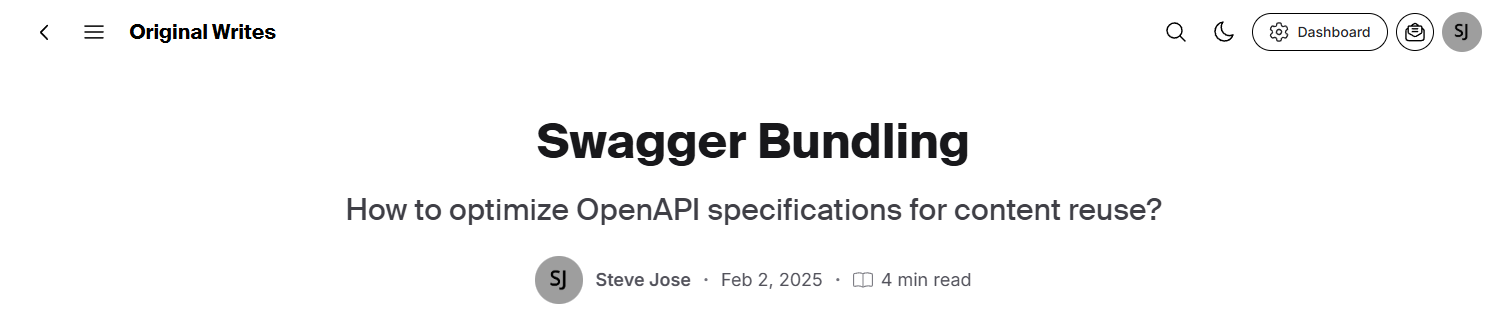 Original Writes
Dashboard
SJ
Swagger Bundling
How to optimize OpenAPI specifications for content reuse?
SJ Steve Jose · Feb 2, 2025 · 4 min read